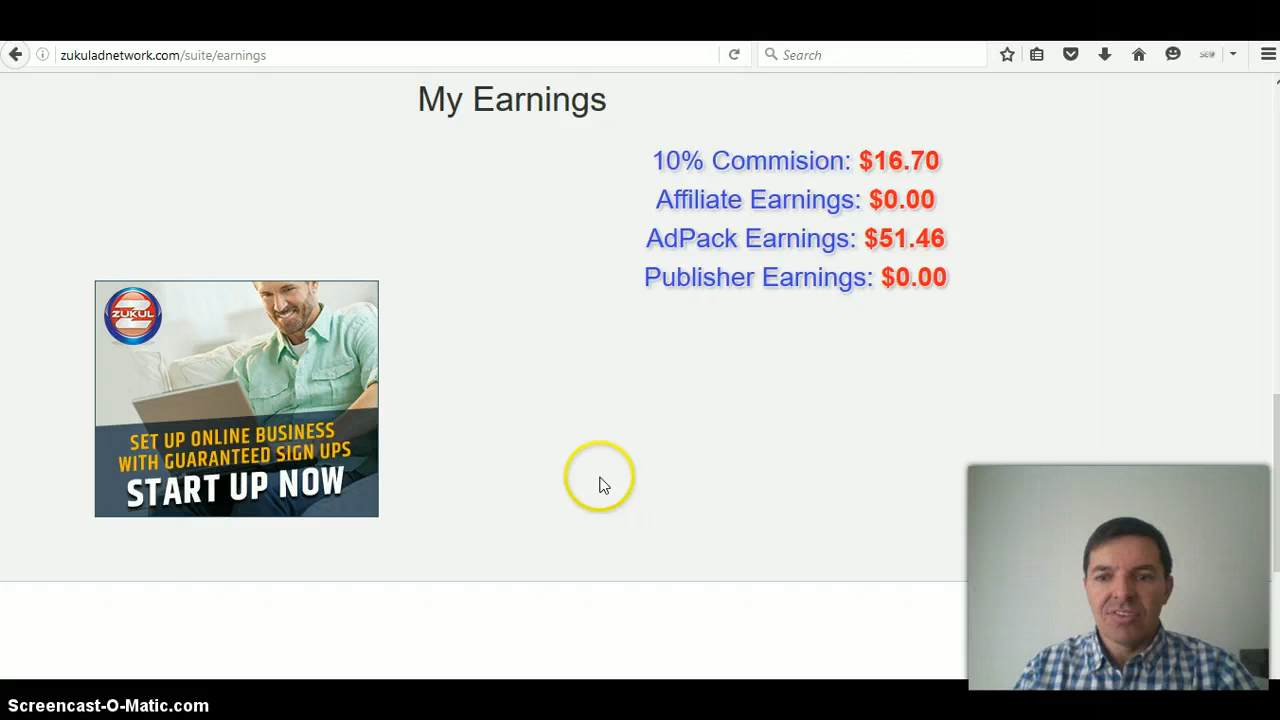 zukuladnetwork.com/suite/earnings
Search
My Earnings
10% Commision: $16.70
Affiliate Earnings: $0.00
AdPack Earnings: $51.46
Publisher Earnings: $0.00
ZUKUL
SET UP ONLINE BUSINESS
WITH GUARANTEED SIGN UPS
START UP NOW
Screencast-O-Matic.com